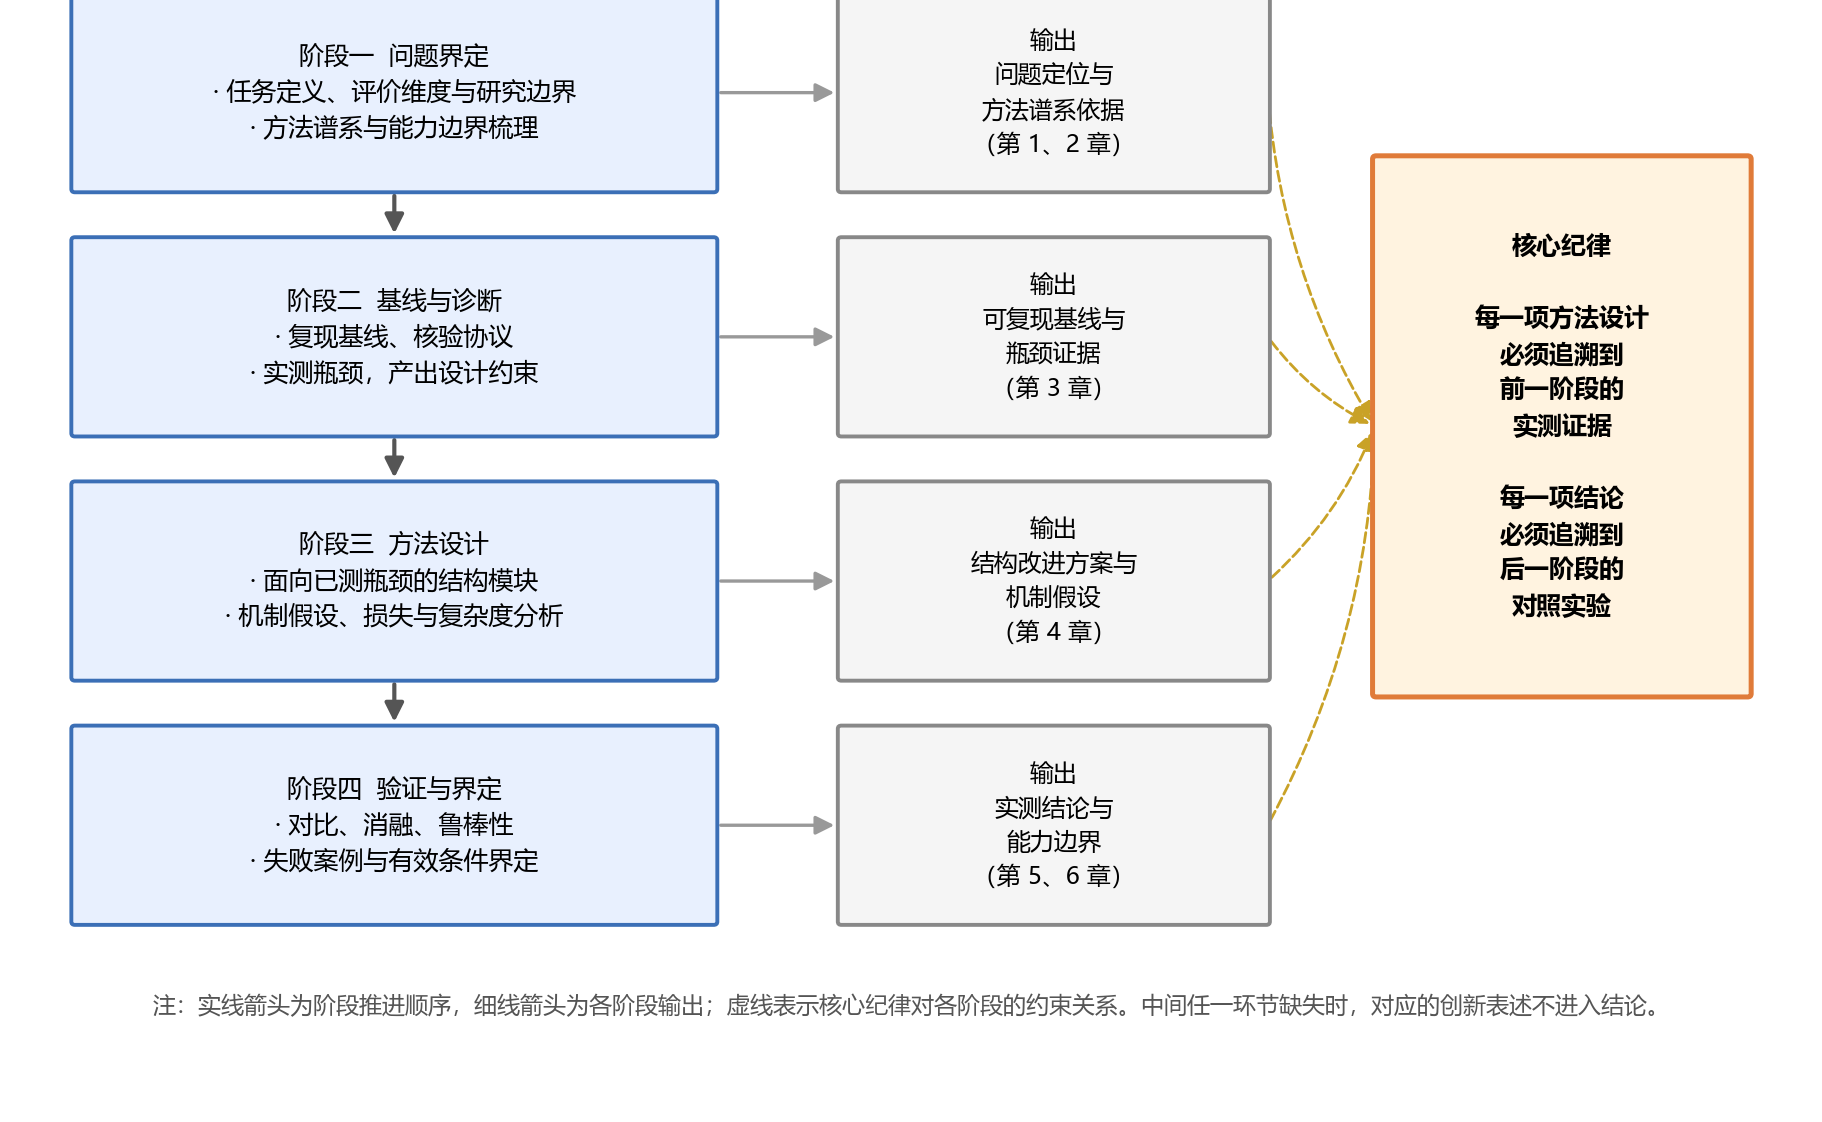 阶段一 问题界定
· 任务定义、评价维度与研究边界
· 方法谱系与能力边界梳理
输出
问题定位与
方法谱系依据
(第 1、2 章)
阶段二 基线与诊断
· 复现基线、核验协议
· 实测瓶颈，产出设计约束
输出
可复现基线与
瓶颈证据
(第 3 章)
阶段三 方法设计
· 面向已测瓶颈的结构模块
· 机制假设、损失与复杂度分析
输出
结构改进方案与
机制假设
(第 4 章)
阶段四 验证与界定
· 对比、消融、鲁棒性
· 失败案例与有效条件界定
输出
实测结论与
能力边界
(第 5、6 章)
核心纪律
每一项方法设计
必须追溯到
前一阶段的
实测证据
每一项结论
必须追溯到
后一阶段的
对照实验
注：实线箭头为阶段推进顺序，细线箭头为各阶段输出；虚线表示核心纪律对各阶段的约束关系。中间任一环节缺失时，对应的创新表述不进入结论。